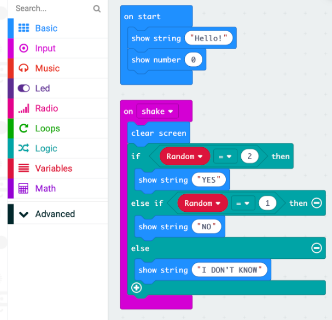 Search...
Basic
Input
Music
Led
Radio
Loops
Logic
Variables
Math
Advanced
on start
show string "Hello!"
show number 0
on shake
clear screen
if Random = 2 then
show string "YES"
else if Random = 1 then
show string "NO"
else
show string "I DON'T KNOW"